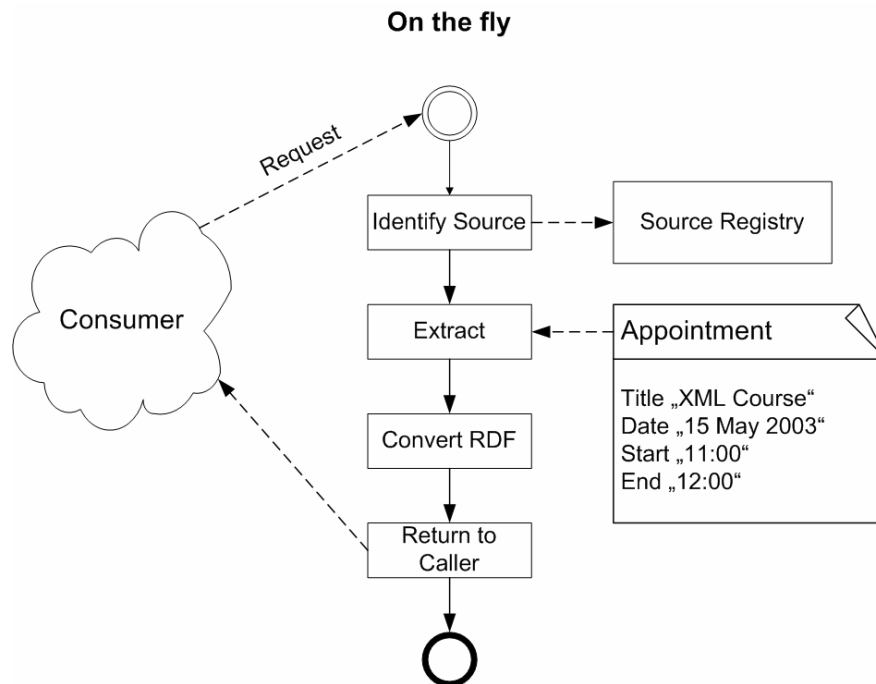 On the fly
Request
Identify Source
Source Registry
Consumer
Extract
Appointment
Title „XML Course“
Date „15 May 2003“
Start „11:00“
End „12:00“
Convert RDF
Return to
Caller